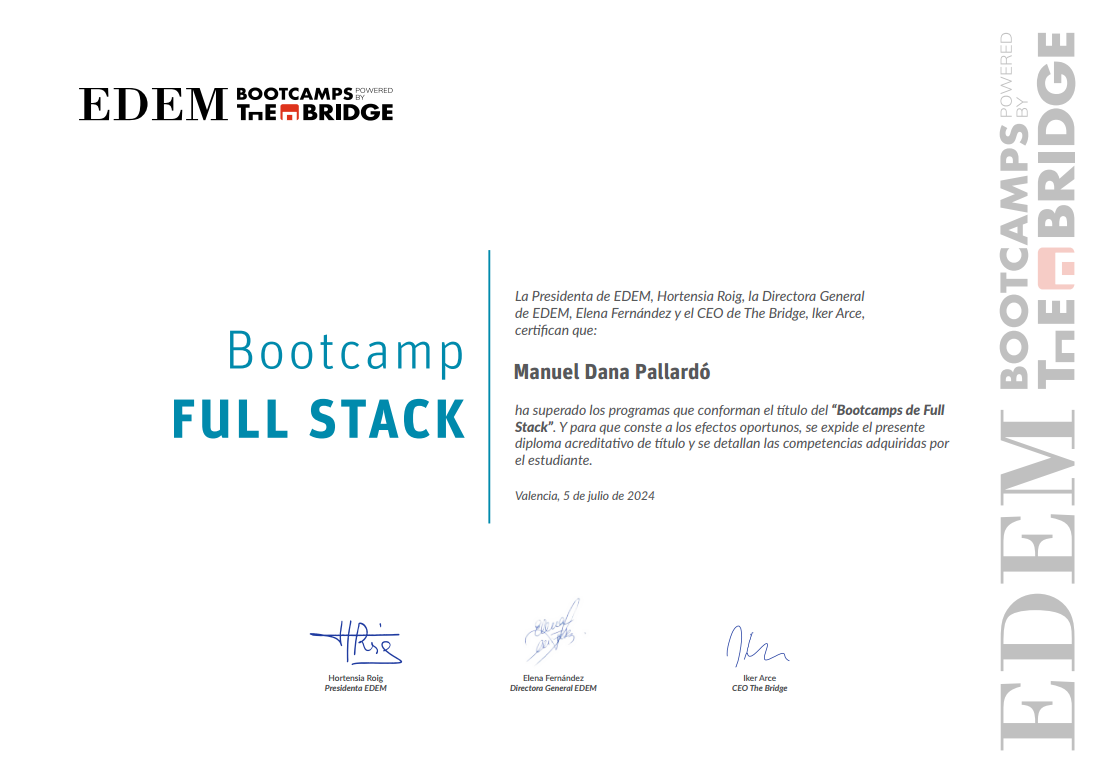 EDEM BOOTCAMPS POWERED BY
THE BRIDGE
Bootcamp
FULL STACK
La Presidenta de EDEM, Hortensia Roig, la Directora General
de EDEM, Elena Fernández y el CEO de The Bridge, Iker Arce,
certifican que:
Manuel Dana Pallardó
ha superado los programas que conforman el título del “Bootcamps de Full
Stack”. Y para que conste a los efectos oportunos, se expide el presente
diploma acreditativo de título y se detallan las competencias adquiridas por
el estudiante.
Valencia, 5 de julio de 2024
HRoig
Hortensia Roig
Presidenta EDEM
Elena Fernández
Directora General EDEM
Iker Arce
CEO The Bridge
EDEM BOOTCAMPS POWERED BY
THE BRIDGE